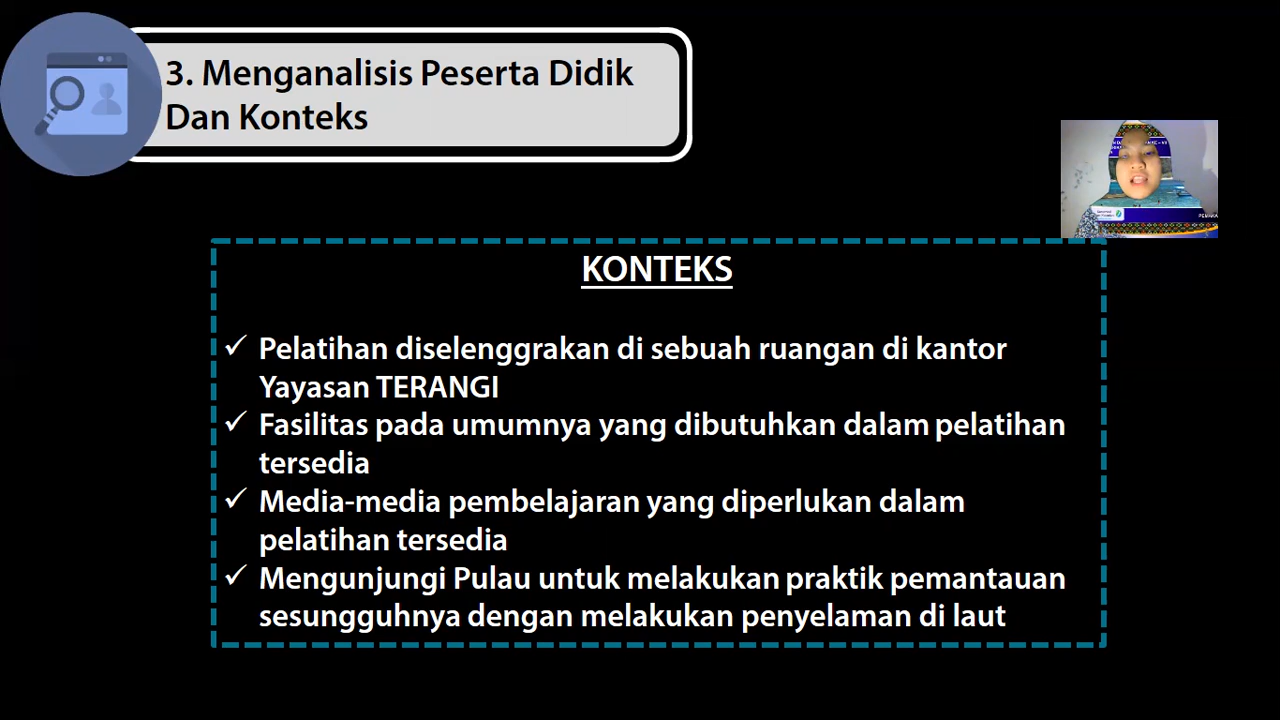 3. Menganalisis Peserta Didik
Dan Konteks
KONTEKS
✓ Pelatihan diselenggrakan di sebuah ruangan di kantor
Yayasan TERANGI
✓ Fasilitas pada umumnya yang dibutuhkan dalam pelatihan
tersedia
✓ Media-media pembelajaran yang diperlukan dalam
pelatihan tersedia
✓ Mengunjungi Pulau untuk melakukan praktik pemantauan
sesungguhnya dengan melakukan penyelaman di laut